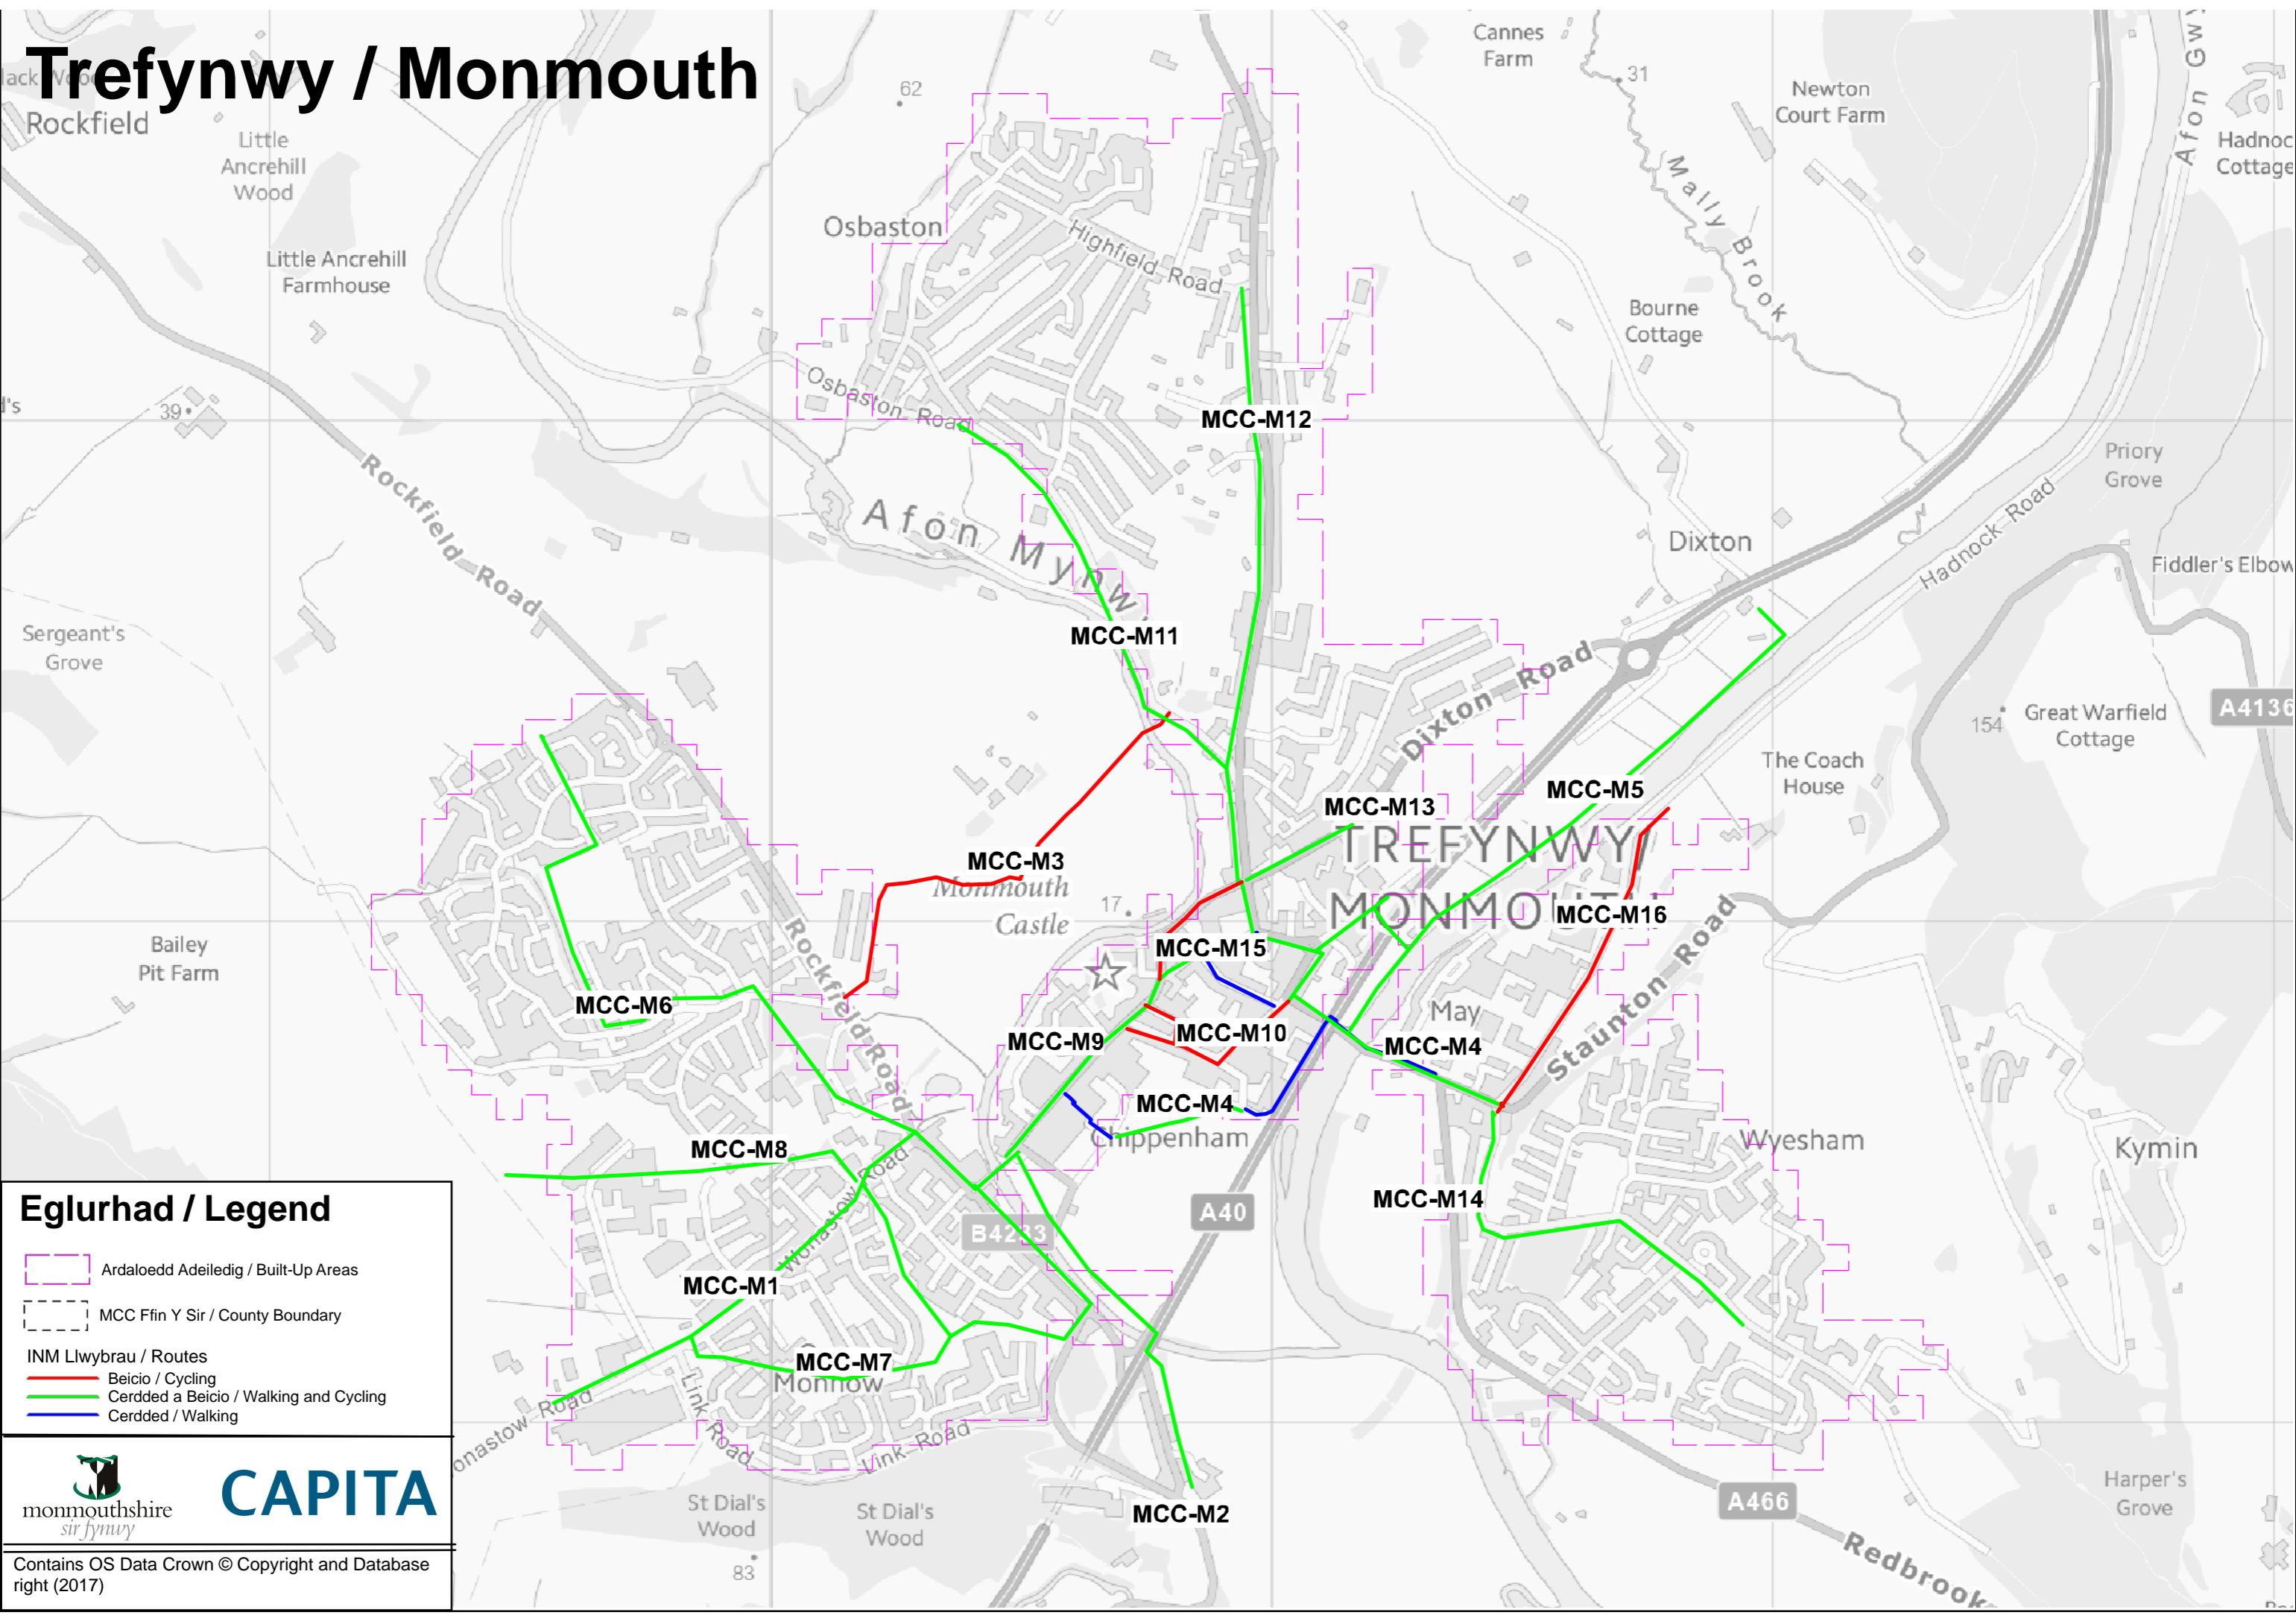 Trefynwy / Monmouth
Rockfield
Little
Ancrehill
Wood
Little Ancrehill
Farmhouse
62
Osbaston
Highfield Road
Osbaston Road
Cannes
Farm
31
Newton
Court Farm
Mally Brook
Hadnoc
Cottage
Bourne
Cottage
39
MCC-M12
Priory
Grove
Rockfield Road
Afon Mynw
Dixton
Hadnock Road
Fiddler's Elbow
Sergeant's
Grove
MCC-M11
Dixton Road
A4136
154
Great Warfield
Cottage
The Coach
House
MCC-M5
MCC-M13
TREFYNWY/
MONMOUTH
MCC-M3
Monmouth
Castle
17
MCC-M16
Bailey
Pit Farm
Rockfield Road
MCC-M15
Staunton Road
MCC-M6
May
MCC-M9
MCC-M10
MCC-M4
MCC-M4
Chippenham
Wyesham
Kymin
MCC-M8
Wonastow Road
MCC-M14
A40
B4233
MCC-M1
MCC-M7
Monnow
Link Road
Link Road
onastow Road
St Dial's
Wood
St Dial's
Wood
83
MCC-M2
A466
Redbrook
Harper's
Grove
Eglurhad / Legend
Ardaloedd Adeiledig / Built-Up Areas
MCC Ffin Y Sir / County Boundary
INM Llwybrau / Routes
Beicio / Cycling
Cerdded a Beicio / Walking and Cycling
Cerdded / Walking
monmouthshire
sir fynwy
CAPITA
Contains OS Data Crown © Copyright and Database
right (2017)